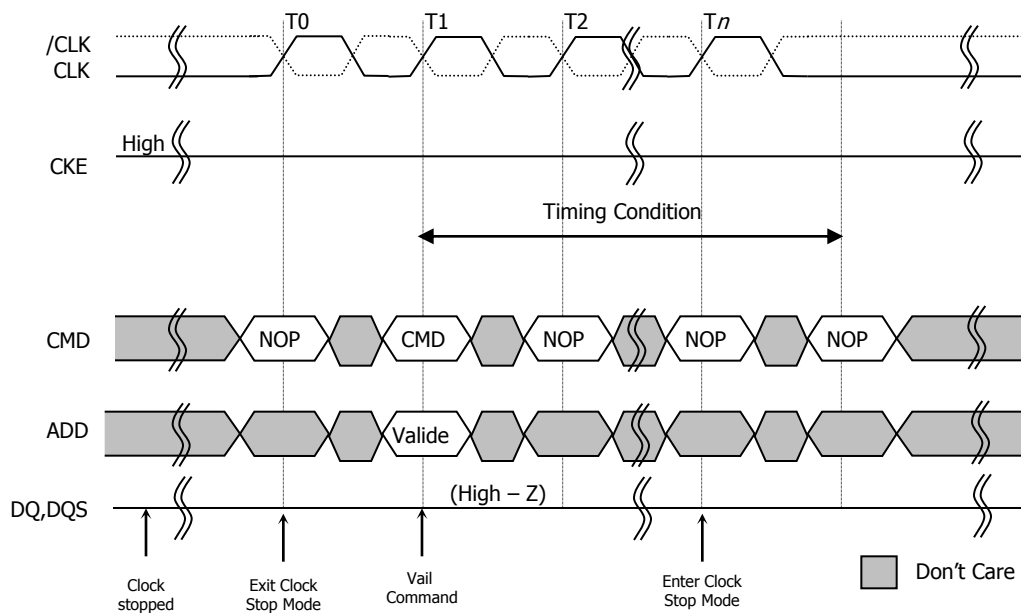 T0 T1 T2 Tn
/CLK
CLK
High
CKE
Timing Condition
CMD NOP CMD NOP NOP NOP
ADD Valide
(High – Z)
DQ,DQS
Clock
stopped
Exit Clock
Stop Mode
Vail
Command
Enter Clock
Stop Mode
Don't Care